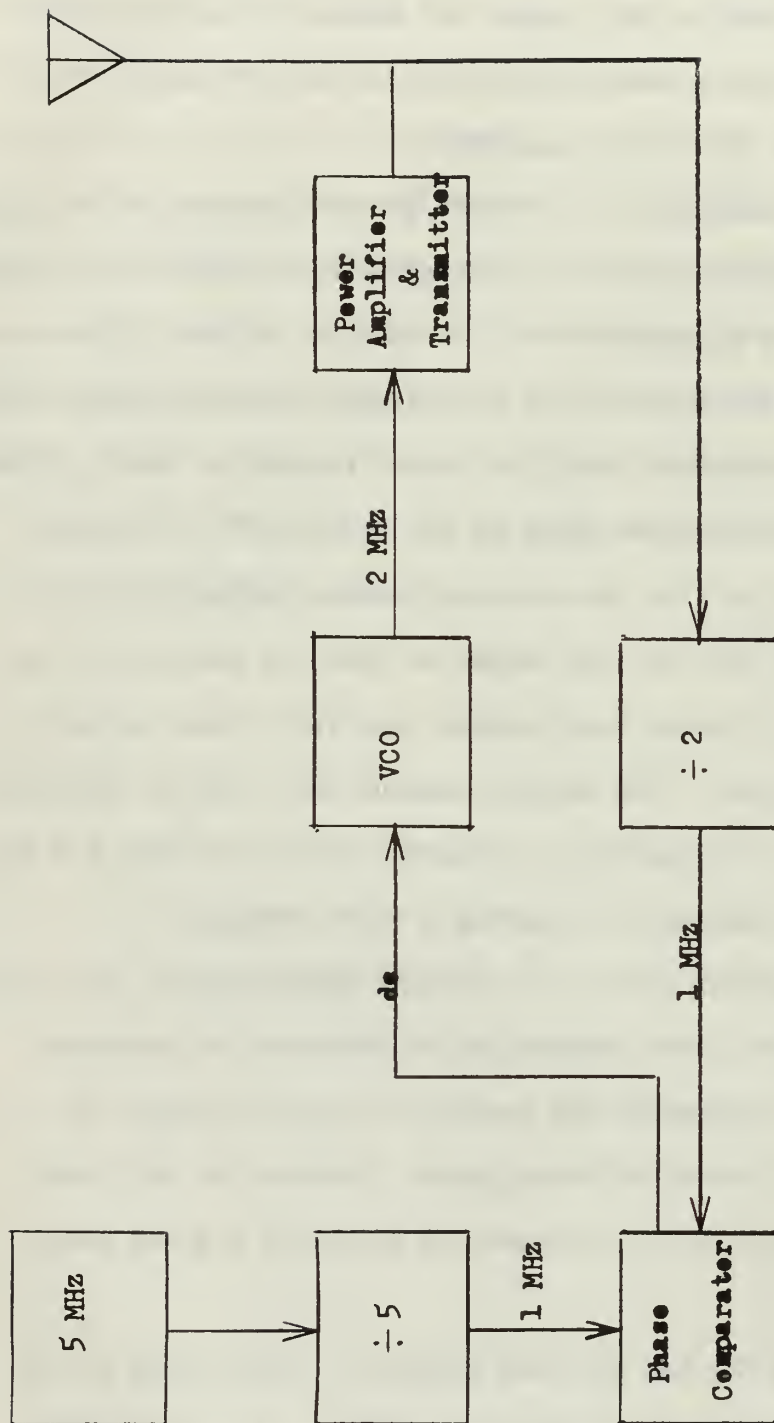 5 MHz
÷ 5
1 MHz
Phase
Comparator
dc
VCO
2 MHz
Power
Amplifier
&
Transmitter
÷ 2
1 MHz